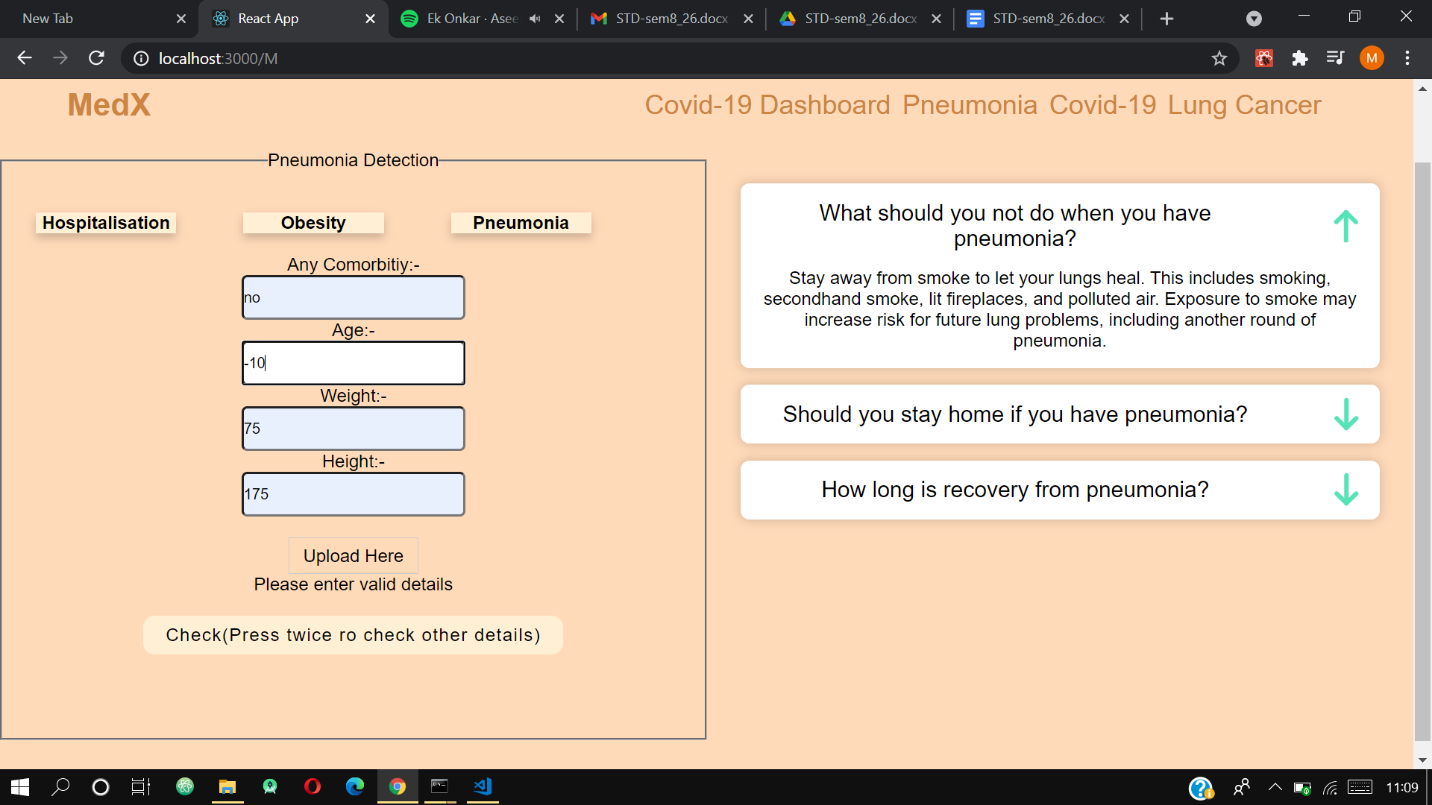 New Tab
React App
Ek Onkar · Asee
STD-sem8_26.docx
STD-sem8_26.docx
STD-sem8_26.docx
localhost:3000/M
M
MedX
Covid-19 Dashboard Pneumonia Covid-19 Lung Cancer
Pneumonia Detection
Hospitalisation
Obesity
Pneumonia
Any Comorbitiy:-
no
Age:-
-10
Weight:-
75
Height:-
175
Upload Here
Please enter valid details
Check(Press twice ro check other details)
What should you not do when you have
pneumonia?
Stay away from smoke to let your lungs heal. This includes smoking,
secondhand smoke, lit fireplaces, and polluted air. Exposure to smoke may
increase risk for future lung problems, including another round of
pneumonia.
Should you stay home if you have pneumonia?
How long is recovery from pneumonia?
11:09